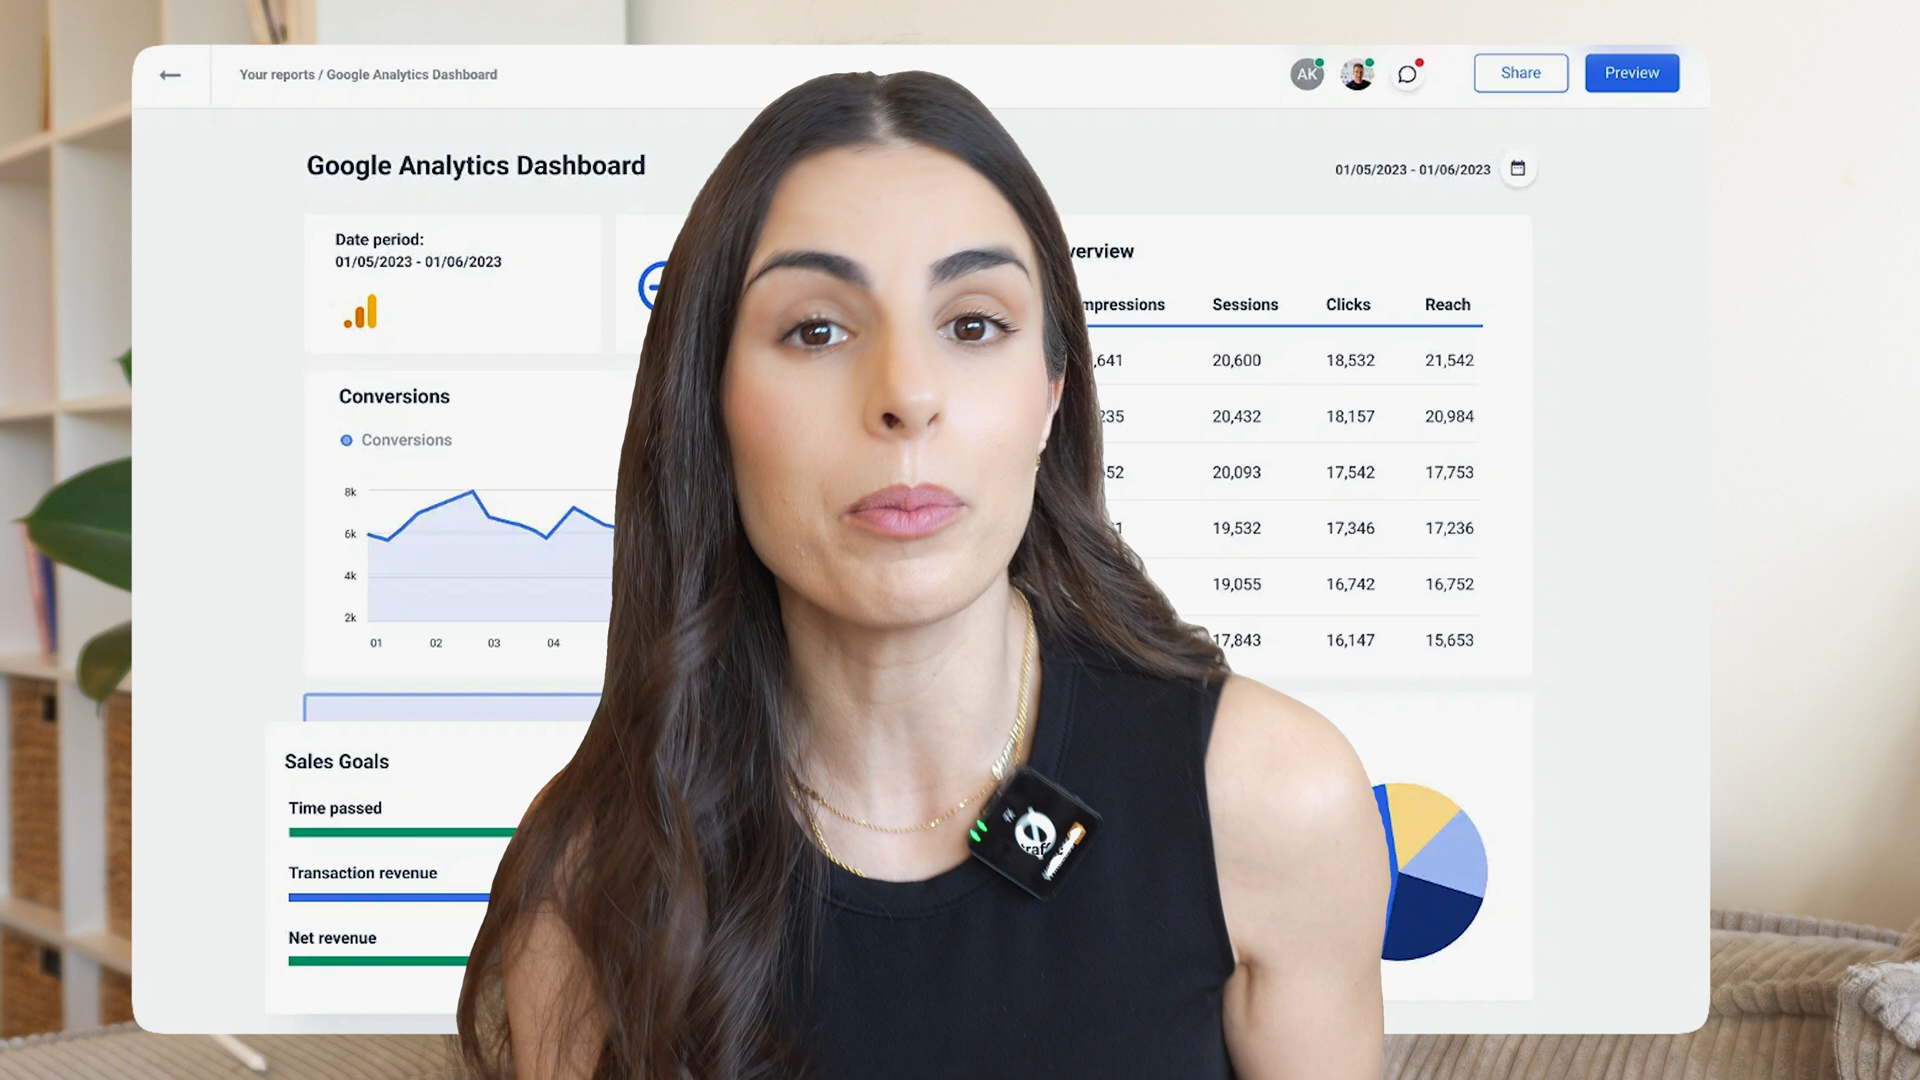 Your reports / Google Analytics Dashboard
AK
Share
Preview
Google Analytics Dashboard
01/05/2023 - 01/06/2023
Date period:
01/05/2023 - 01/06/2023
verview
mpressions Sessions Clicks Reach
,641 20,600 18,532 21,542
235 20,432 18,157 20,984
52 20,093 17,542 17,753
1 19,532 17,346 17,236
19,055 16,742 16,752
17,843 16,147 15,653
Conversions
Conversions
8k
6k
4k
2k
01 02 03 04
Sales Goals
Time passed
Transaction revenue
Net revenue